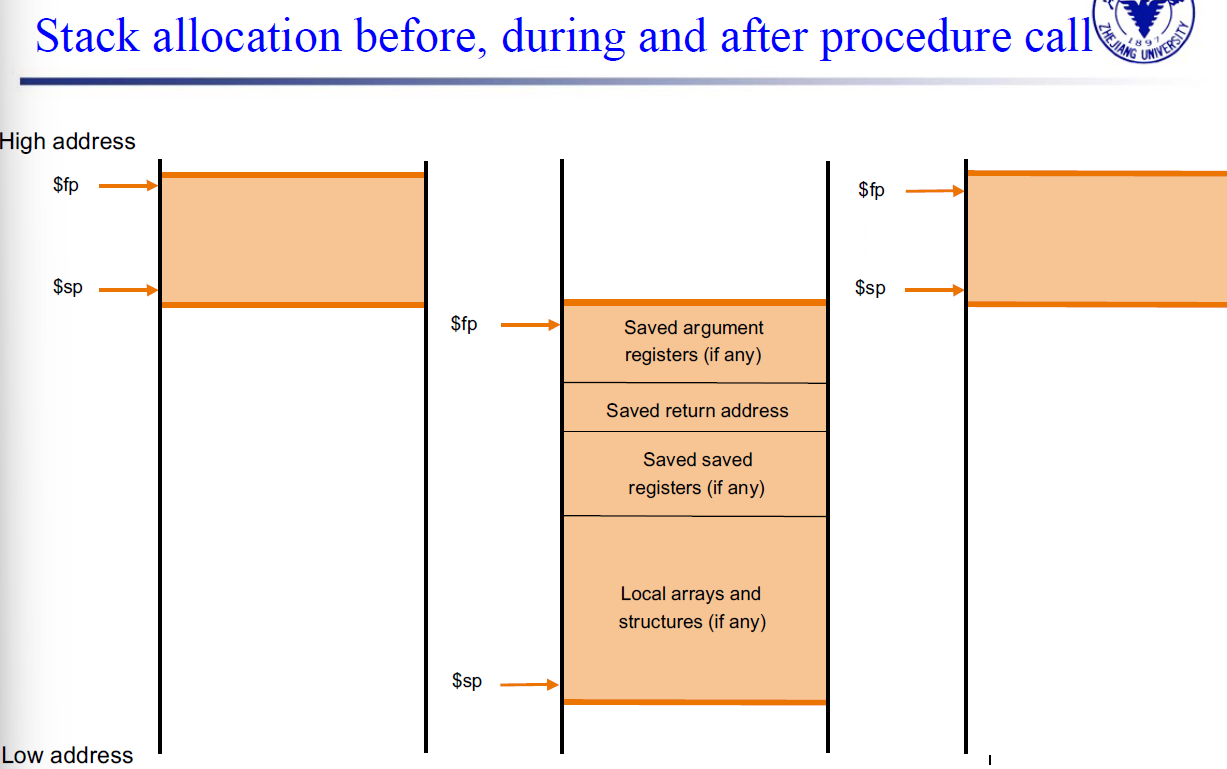 Stack allocation before, during and after procedure call
ZHEJIANG UNIVERSITY
1897
High address
$fp
$sp
$fp
Saved argument
registers (if any)
Saved return address
Saved saved
registers (if any)
Local arrays and
structures (if any)
$sp
$fp
$sp
Low address